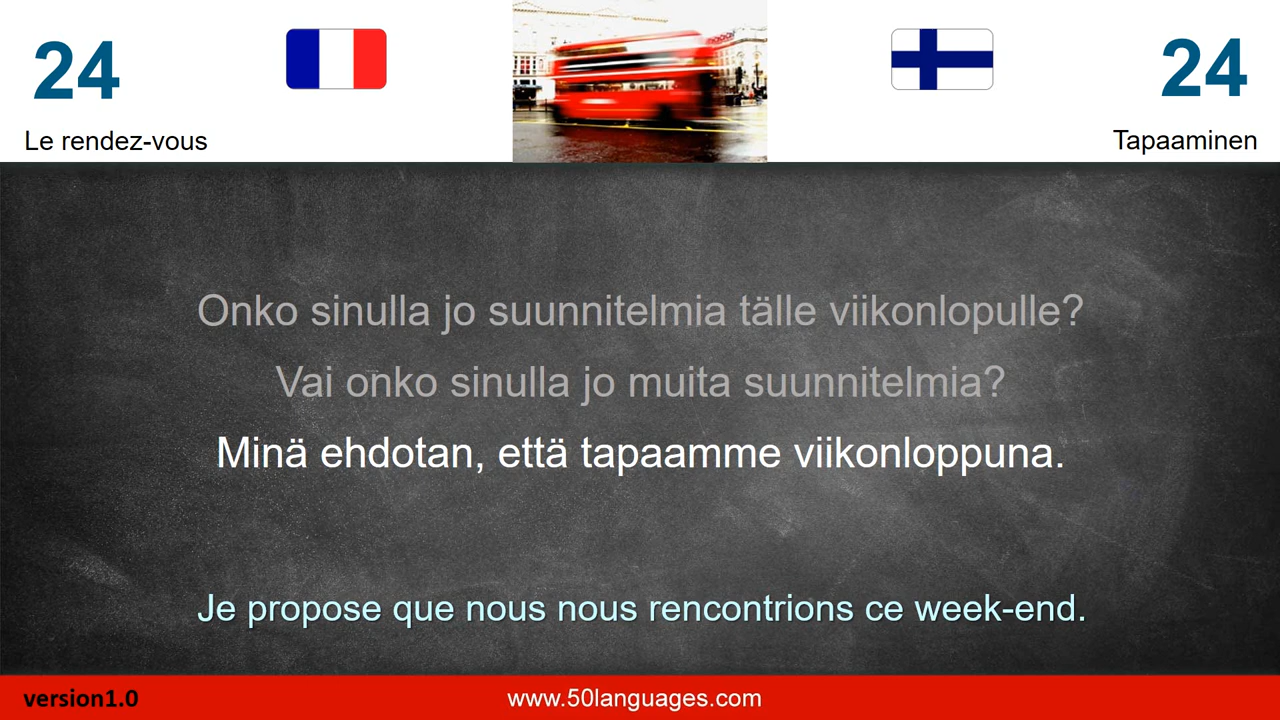 24
24
Le rendez-vous
Tapaaminen
Onko sinulla jo suunnitelmia tälle viikonlopulle?
Vai onko sinulla jo muita suunnitelmia?
Minä ehdotan, että tapaamme viikonloppuna.
Je propose que nous nous rencontrions ce week-end.
version1.0
www.50languages.com